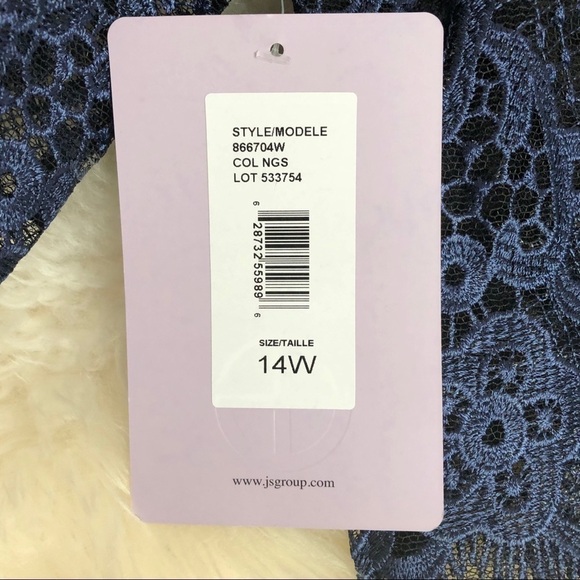 STYLE/MODELE
866704W
COL NGS
LOT 533754
6 28732 55989 6
SIZE/TAILLE
14W
www.jsgroup.com